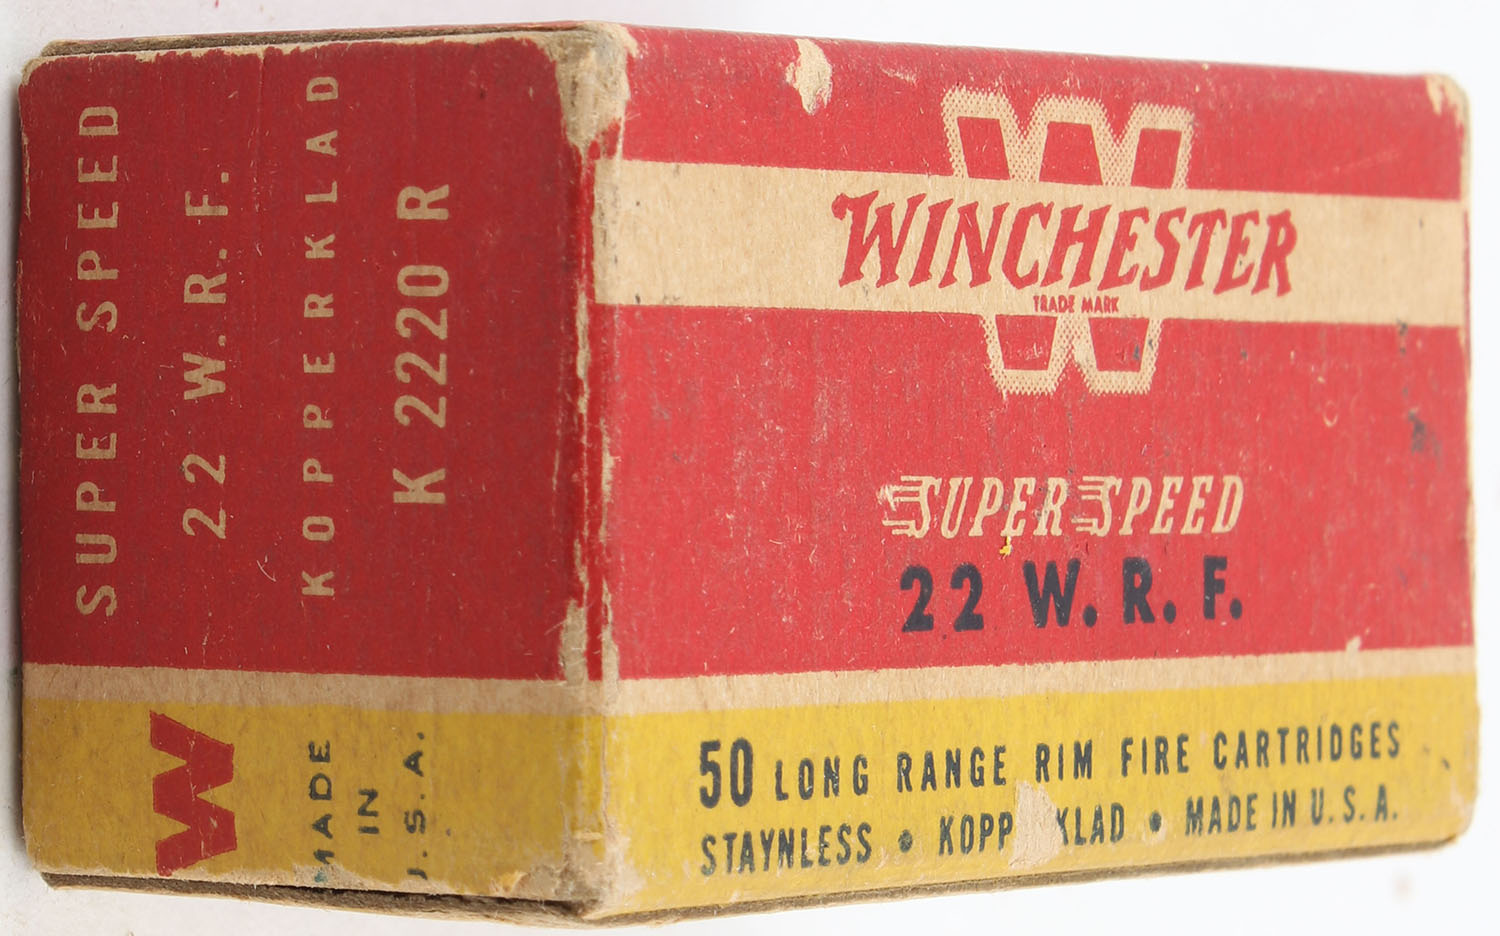 SUPER SPEED
22 W.R.F.
KOPPERKLAD
K 2220 R
W
MADE
IN
U.S.A.
W
WINCHESTER
TRADE MARK
SUPER SPEED
22 W.R.F.
50 LONG RANGE RIM FIRE CARTRIDGES
STAYNLESS • • MADE IN U.S.A.